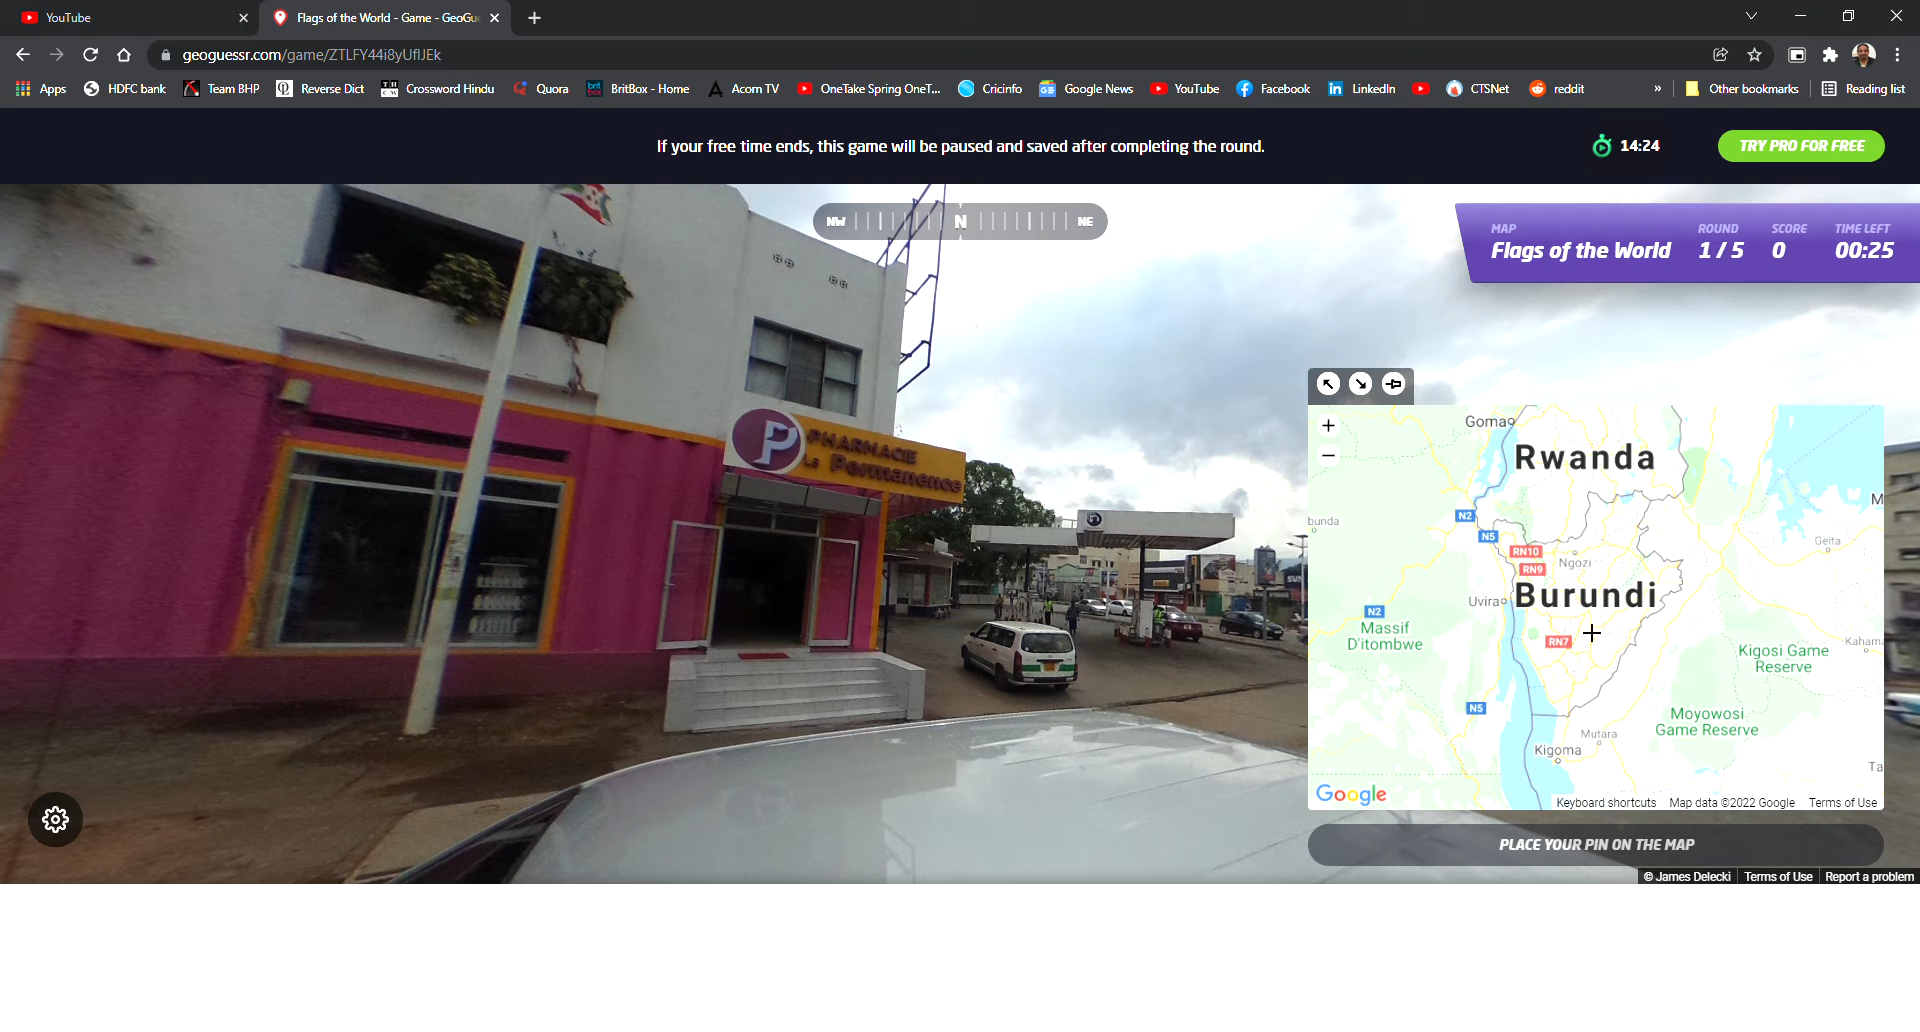 YouTube
Flags of the World - Game - GeoGue
geoguessr.com/game/ZTLFY44i8yUflJEk
Apps
HDFC bank
Team BHP
Reverse Dict
Crossword Hindu
Quora
BritBox - Home
Acorn TV
OneTake Spring OneT...
Cricinfo
Google News
YouTube
Facebook
LinkedIn
CTSNet
reddit
»
Other bookmarks
Reading list
If your free time ends, this game will be paused and saved after completing the round.
14:24
TRY PRO FOR FREE
NW
N
NE
MAP
Flags of the World
ROUND
1 / 5
SCORE
0
TIME LEFT
00:25
P
PHARMACIE
La Permanence
SUN
+
−
Goma
Rwanda
M
bunda
N2
N5
RN10
Ngozi
RN9
Geita
Uvira
Burundi
N2
Massif
D'itombwe
RN7
Kigosi Game
Reserve
Kaham
N5
Moyowosi
Game Reserve
Mutara
Kigoma
Ta
Google
Keyboard shortcuts
Map data ©2022 Google
Terms of Use
PLACE YOUR PIN ON THE MAP
© James Delecki
Terms of Use
Report a problem